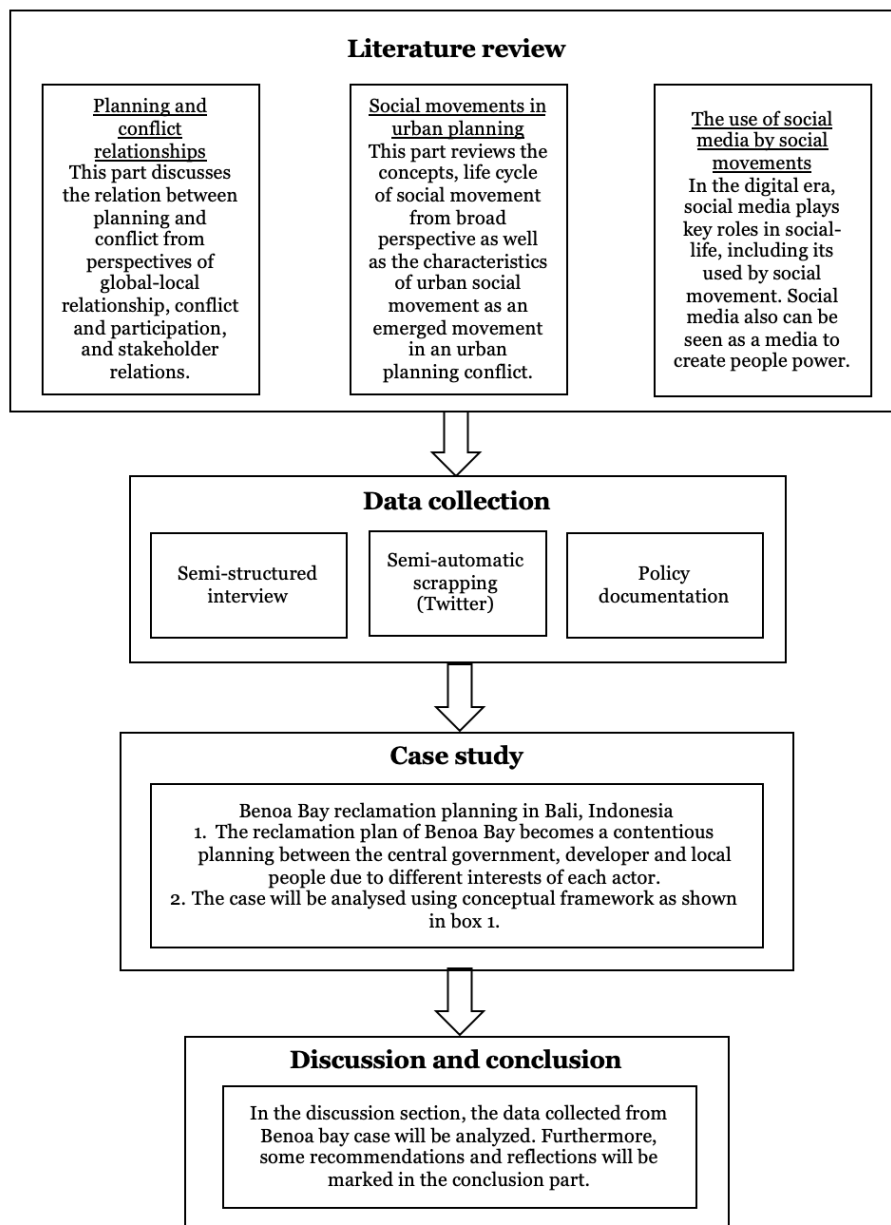 Literature review
Planning and
conflict
relationships
This part discusses
the relation between
planning and
conflict from
perspectives of
global-local
relationship, conflict
and participation,
and stakeholder
relations.
Social movements in
urban planning
This part reviews the
concepts, life cycle
of social movement
from broad
perspective as well
as the characteristics
of urban social
movement as an
emerged movement
in an urban
planning conflict.
The use of social
media by social
movements
In the digital era,
social media plays
key roles in social-
life, including its
used by social
movement. Social
media also can be
seen as a media to
create people power.
Data collection
Semi-structured
interview
Semi-automatic
scrapping
(Twitter)
Policy
documentation
Case study
Benoa Bay reclamation planning in Bali, Indonesia
1. The reclamation plan of Benoa Bay becomes a contentious
planning between the central government, developer and local
people due to different interests of each actor.
2. The case will be analysed using conceptual framework as shown
in box 1.
Discussion and conclusion
In the discussion section, the data collected from
Benoa bay case will be analyzed. Furthermore,
some recommendations and reflections will be
marked in the conclusion part.